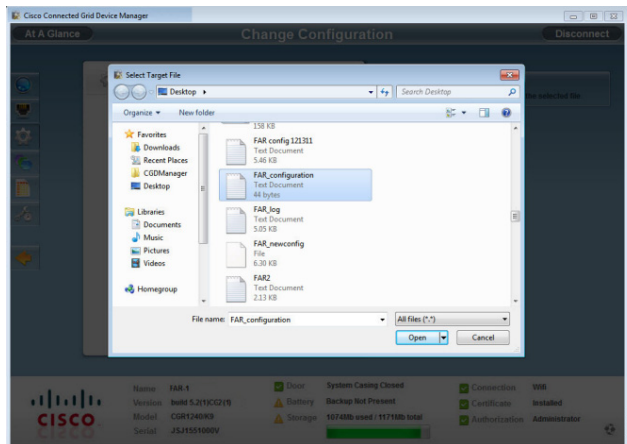 Cisco Connected Grid Device Manager
At A Glance
Change Configuration
Disconnect
Select Target File
Desktop
Search Desktop
Organize
New folder
the selected file
Favorites
Downloads
Recent Places
CGDManager
Desktop
Libraries
Documents
Music
Pictures
Videos
Homegroup
158 KB
FAR config 121311
Text Document
5.46 KB
FAR_configuration
Text Document
44 bytes
FAR_log
Text Document
5.05 KB
FAR_newconfig
File
6.30 KB
FAR2
Text Document
2.13 KB
File name: FAR_configuration
All files (*.*)
Open
Cancel
CISCO
Name FAR-1
Version build 5.2(1)CG2(1)
Model CGR1240/K9
Serial JSJ1551080V
Door System Casing Closed
Battery Backup Not Present
Storage 1074Mb used / 1171Mb total
Connection Wifi
Certificate Installed
Authorization Administrator